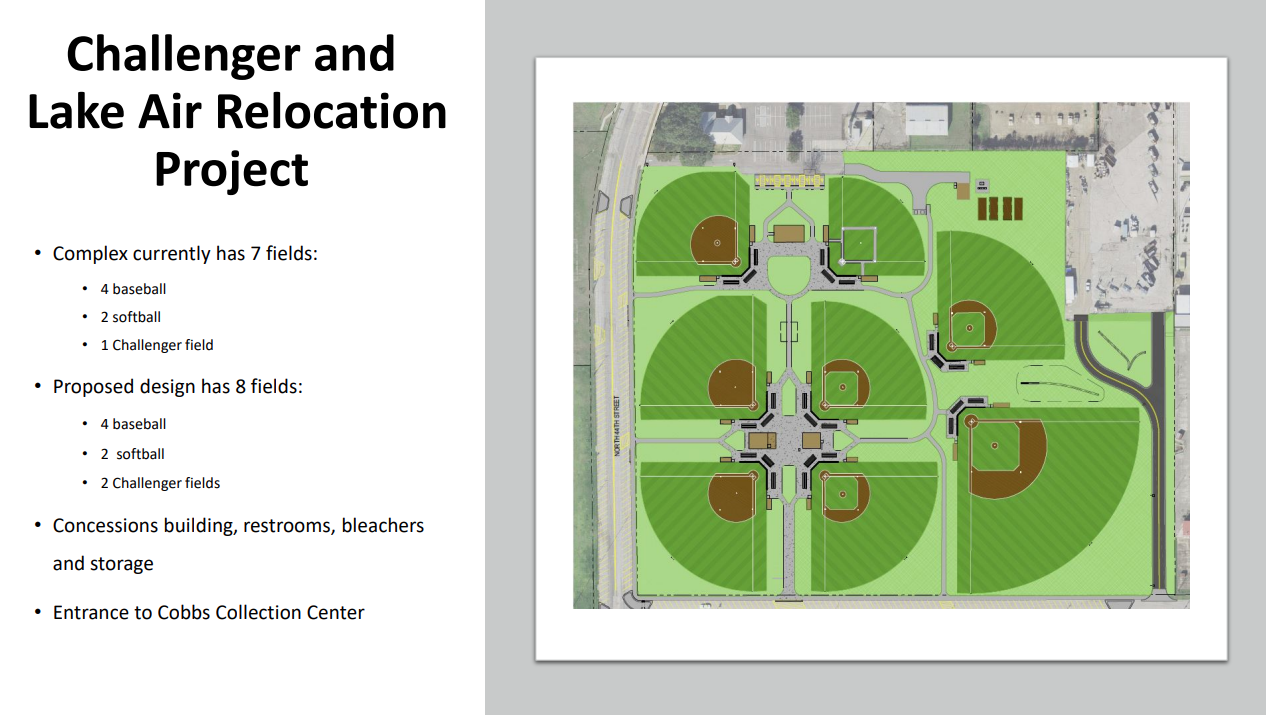 Challenger and
Lake Air Relocation
Project
• Complex currently has 7 fields:
• 4 baseball
• 2 softball
• 1 Challenger field
• Proposed design has 8 fields:
• 4 baseball
• 2  softball
• 2 Challenger fields
• Concessions building, restrooms, bleachers
and storage
• Entrance to Cobbs Collection Center
NORTH 44TH STREET